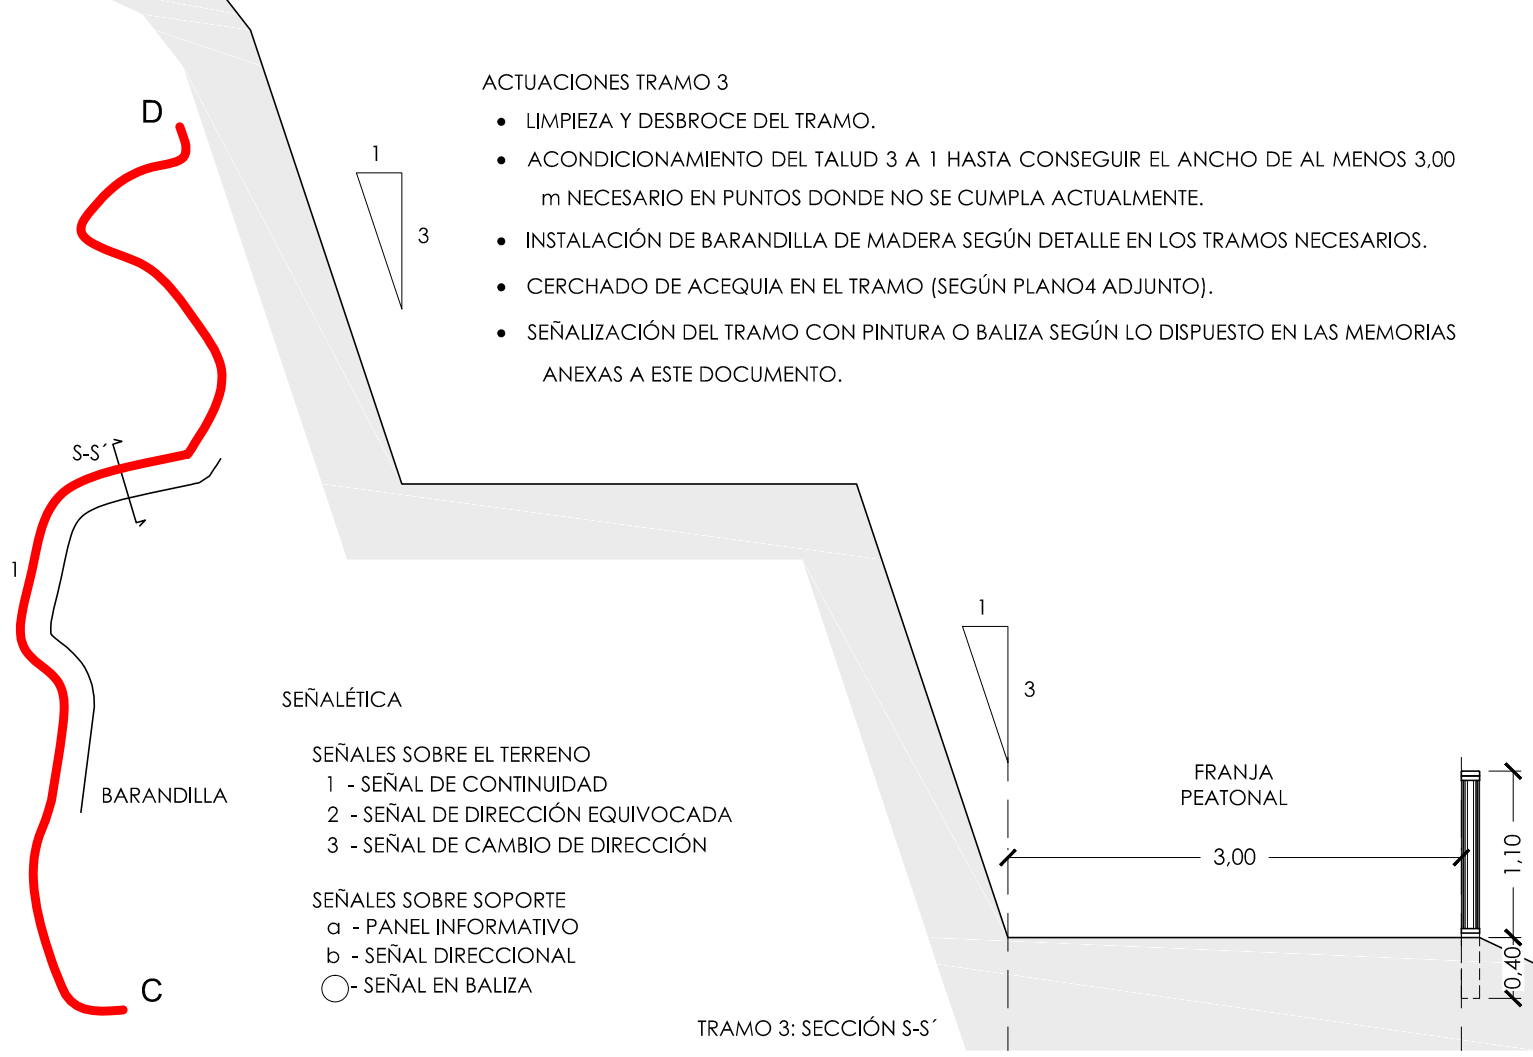 ACTUACIONES TRAMO 3
• LIMPIEZA Y DESBROCE DEL TRAMO.
• ACONDICIONAMIENTO DEL TALUD 3 A 1 HASTA CONSEGUIR EL ANCHO DE AL MENOS 3,00
m NECESARIO EN PUNTOS DONDE NO SE CUMPLA ACTUALMENTE.
• INSTALACIÓN DE BARANDILLA DE MADERA SEGÚN DETALLE EN LOS TRAMOS NECESARIOS.
• CERCHADO DE ACEQUIA EN EL TRAMO (SEGÚN PLANO4 ADJUNTO).
• SEÑALIZACIÓN DEL TRAMO CON PINTURA O BALIZA SEGÚN LO DISPUESTO EN LAS MEMORIAS
ANEXAS A ESTE DOCUMENTO.
D
1
3
S-S´
1
BARANDILLA
C
SEÑALÉTICA
SEÑALES SOBRE EL TERRENO
1 - SEÑAL DE CONTINUIDAD
2 - SEÑAL DE DIRECCIÓN EQUIVOCADA
3 - SEÑAL DE CAMBIO DE DIRECCIÓN
SEÑALES SOBRE SOPORTE
a - PANEL INFORMATIVO
b - SEÑAL DIRECCIONAL
- SEÑAL EN BALIZA
1
3
FRANJA
PEATONAL
3,00
1,10
0,40
TRAMO 3: SECCIÓN S-S´